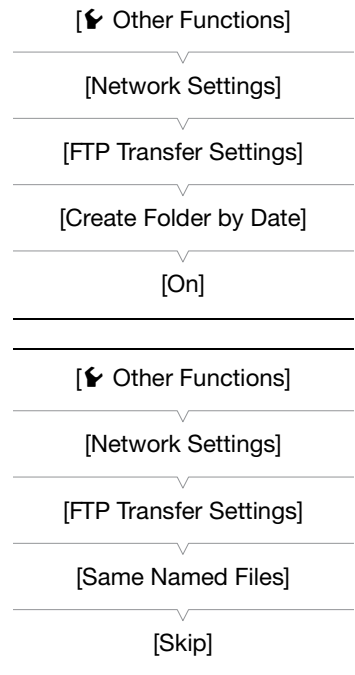 [ Other Functions]
[Network Settings]
[FTP Transfer Settings]
[Create Folder by Date]
[On]
[ Other Functions]
[Network Settings]
[FTP Transfer Settings]
[Same Named Files]
[Skip]